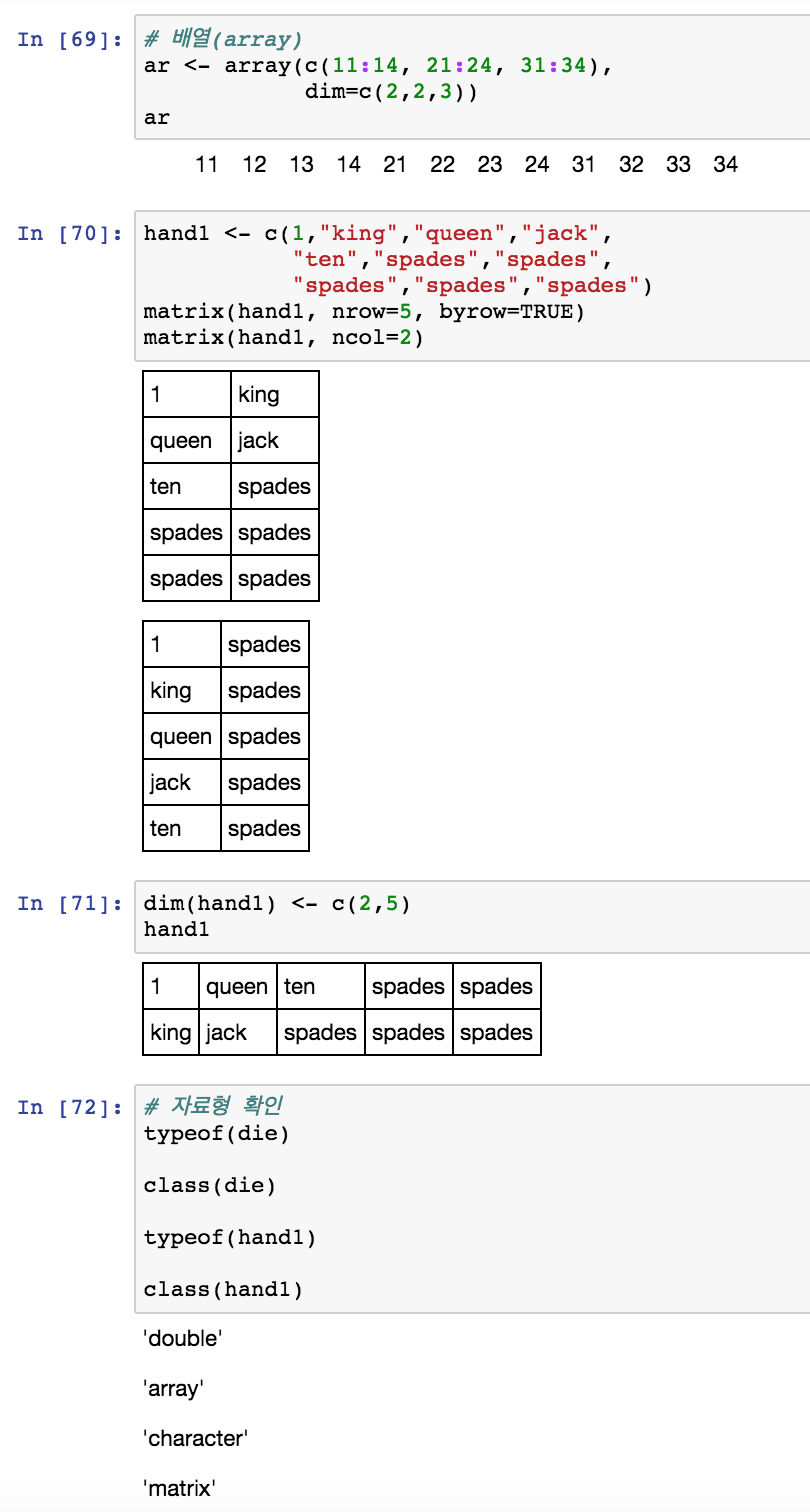 In [69]: # 배열(array)
ar <- array(c(11:14, 21:24, 31:34),
dim=c(2,2,3))
ar
11 12 13 14 21 22 23 24 31 32 33 34
In [70]: hand1 <- c(1,"king","queen","jack",
"ten","spades","spades",
"spades","spades","spades")
matrix(hand1, nrow=5, byrow=TRUE)
matrix(hand1, ncol=2)
1 king
queen jack
ten spades
spades spades
spades spades
1 spades
king spades
queen spades
jack spades
ten spades
In [71]: dim(hand1) <- c(2,5)
hand1
1 queen ten spades spades
king jack spades spades spades
In [72]: # 자료형 확인
typeof(die)
class(die)
typeof(hand1)
class(hand1)
'double'
'array'
'character'
'matrix'